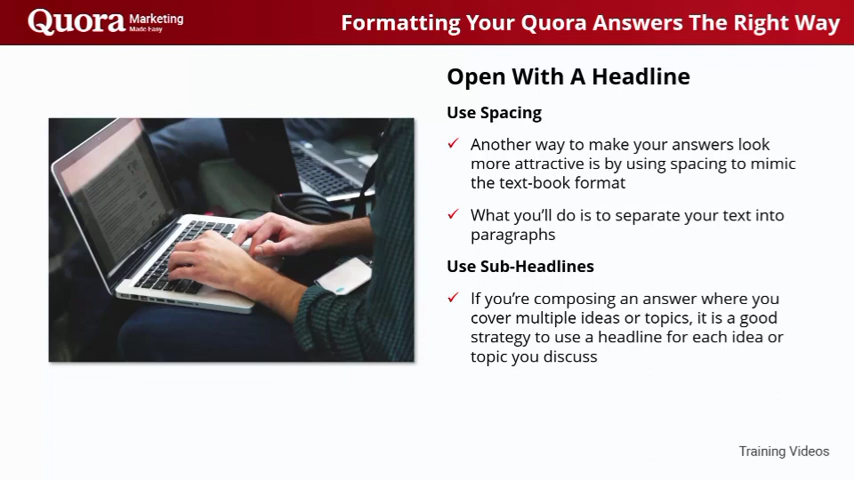 Quora Marketing
Made Easy
Formatting Your Quora Answers The Right Way
Open With A Headline
Use Spacing
Another way to make your answers look
more attractive is by using spacing to mimic
the text-book format
What you'll do is to separate your text into
paragraphs
Use Sub-Headlines
If you're composing an answer where you
cover multiple ideas or topics, it is a good
strategy to use a headline for each idea or
topic you discuss
Training Videos